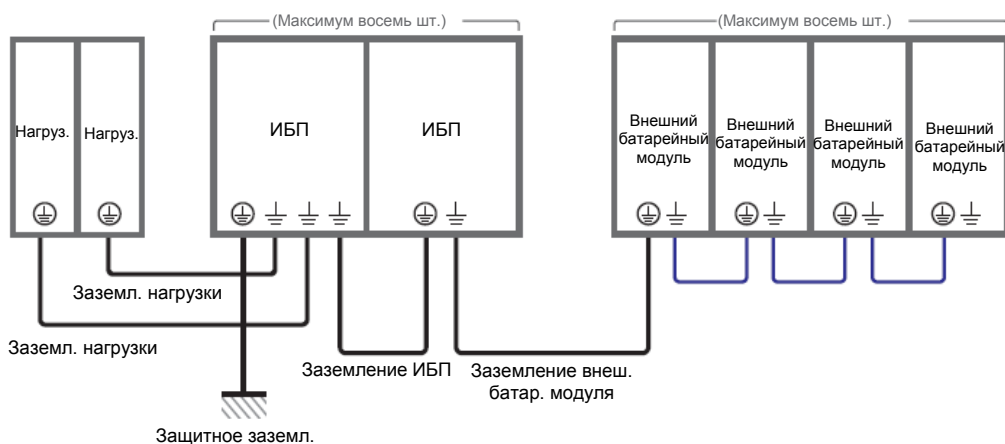 (Максимум восемь шт.)
(Максимум восемь шт.)
Нагруз.
Нагруз.
ИБП
ИБП
Внешний
батарейный
модуль
Внешний
батарейный
модуль
Внешний
батарейный
модуль
Внешний
батарейный
модуль
Заземл. нагрузки
Заземл. нагрузки
Заземление ИБП
Заземление внеш.
батар. модуля
Защитное заземл.